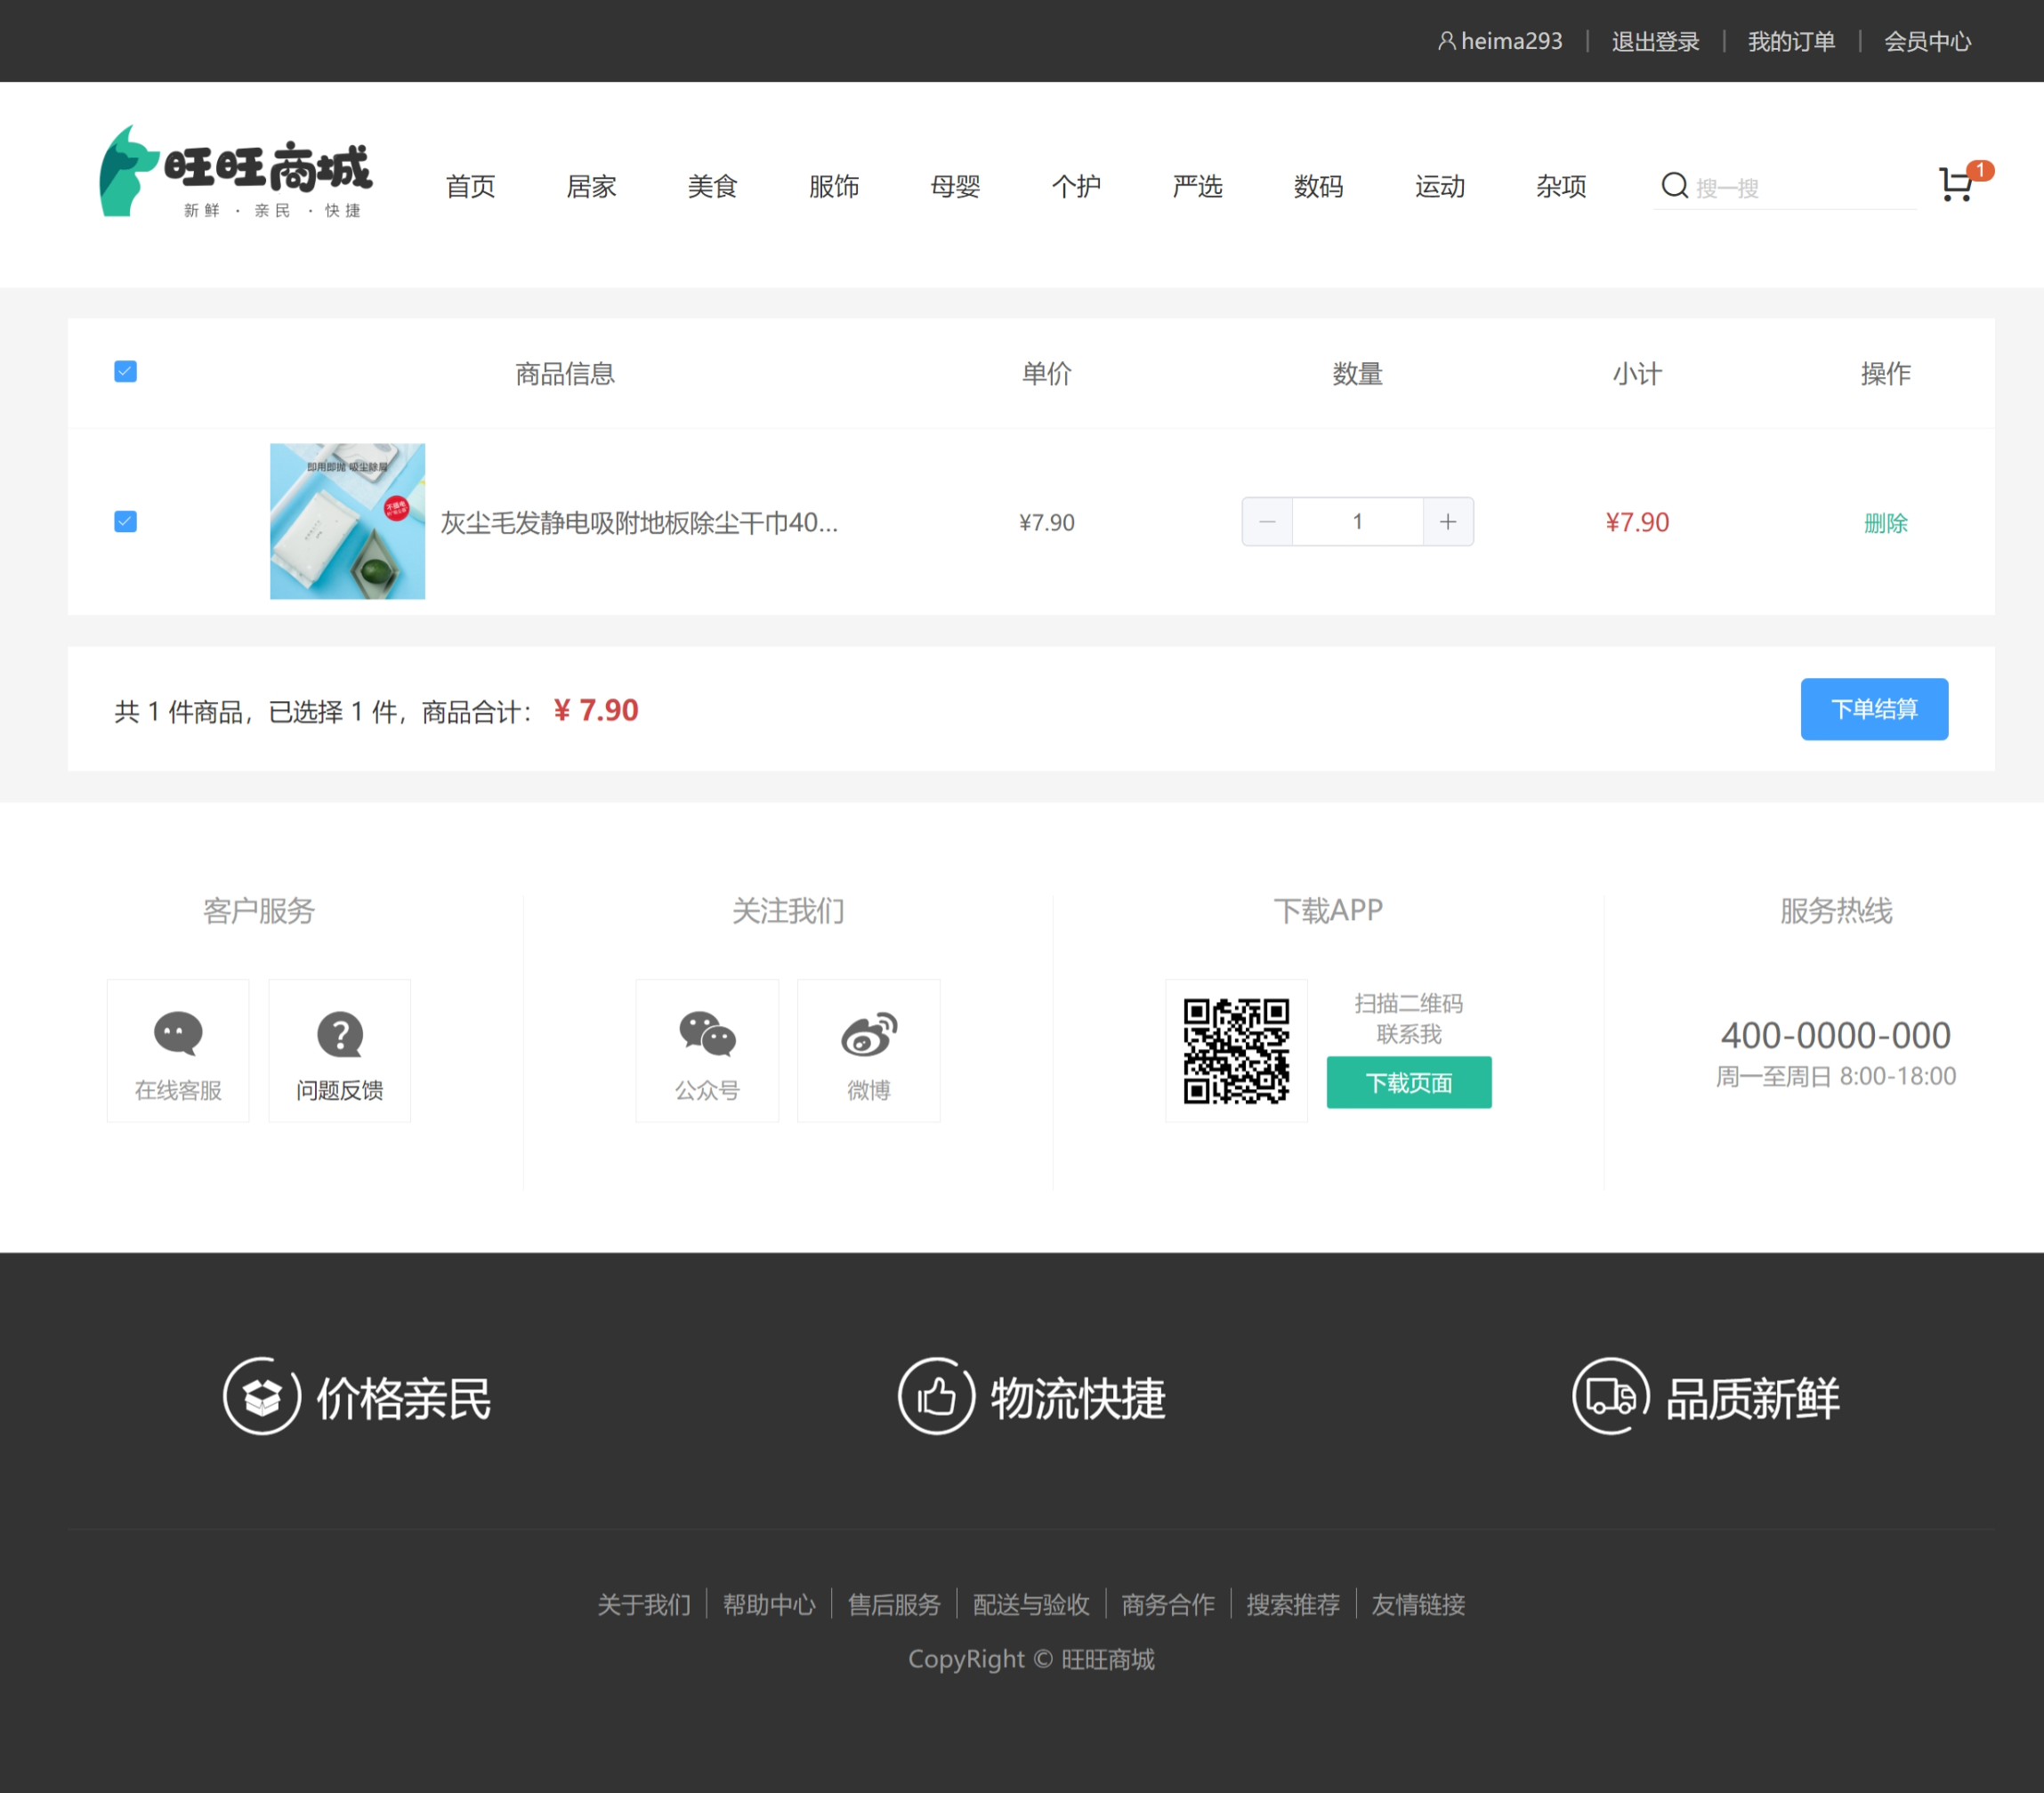 heima293 | 退出登录 | 我的订单 | 会员中心
旺旺商城
新鲜 · 亲民 · 快捷
首页 居家 美食 服饰 母婴 个护 严选 数码 运动 杂项 搜一搜 1
商品信息 单价 数量 小计 操作
即用即抛 吸尘除屑
灰尘毛发静电吸附地板除尘干巾40... ¥7.90 1 ¥7.90 删除
共 1 件商品，已选择 1 件，商品合计： ¥ 7.90 下单结算
客户服务 关注我们 下载APP 服务热线
扫描二维码
联系我
下载页面
400-0000-000
周一至周日 8:00-18:00
在线客服 问题反馈 公众号 微博
价格亲民 物流快捷 品质新鲜
关于我们 帮助中心 售后服务 配送与验收 商务合作 搜索推荐 友情链接
CopyRight © 旺旺商城